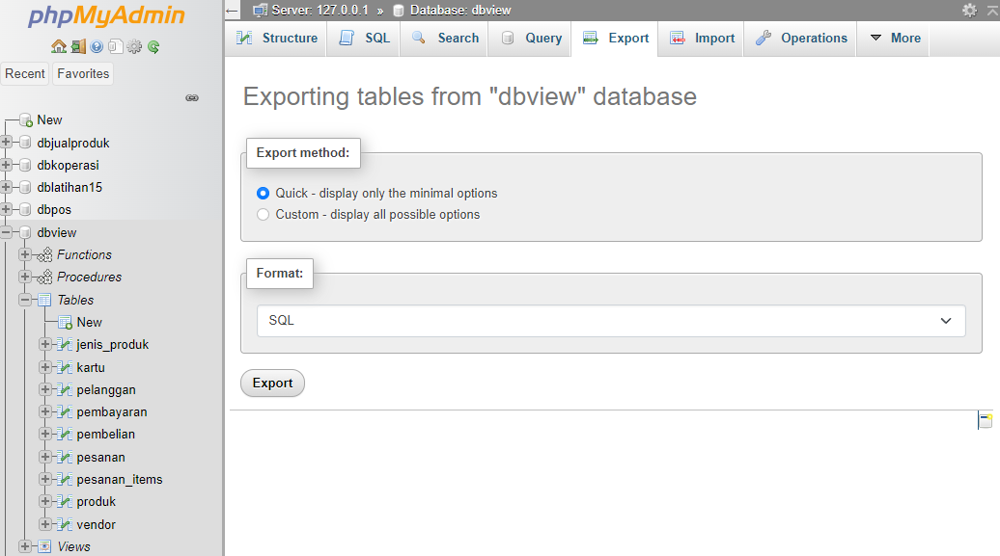 phpMyAdmin
Recent
Favorites
New
dbjualproduk
dbkoperasi
dblatihan15
dbpos
dbview
Functions
Procedures
Tables
New
jenis_produk
kartu
pelanggan
pembayaran
pembelian
pesanan
pesanan_items
produk
vendor
Views
Server: 127.0.0.1 » Database: dbview
Structure
SQL
Search
Query
Export
Import
Operations
More
Exporting tables from "dbview" database
Export method:
Quick - display only the minimal options
Custom - display all possible options
Format:
SQL
Export